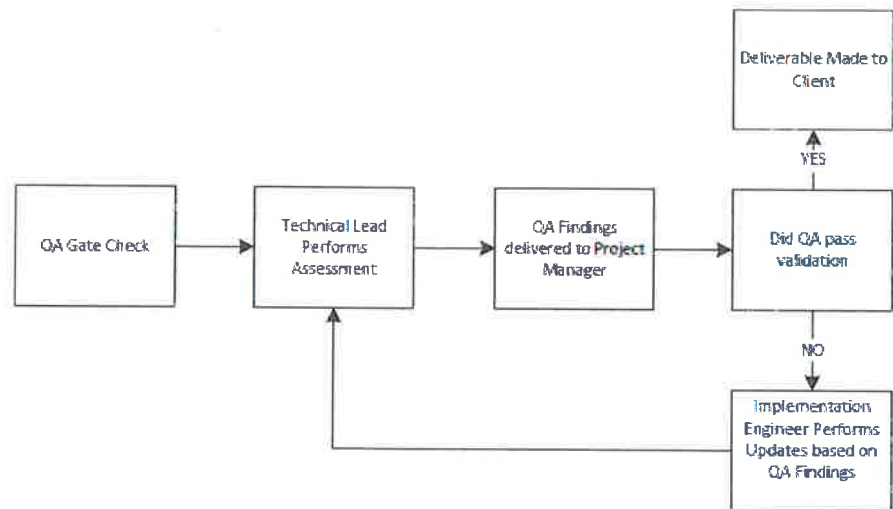 Deliverable Made to
Client
YES
QA Gate Check
Technical Lead
Performs
Assessment
QA Findings
delivered to Project
Manager
Did QA pass
validation
NO
Implementation
Engineer Performs
Updates based on
QA Findings